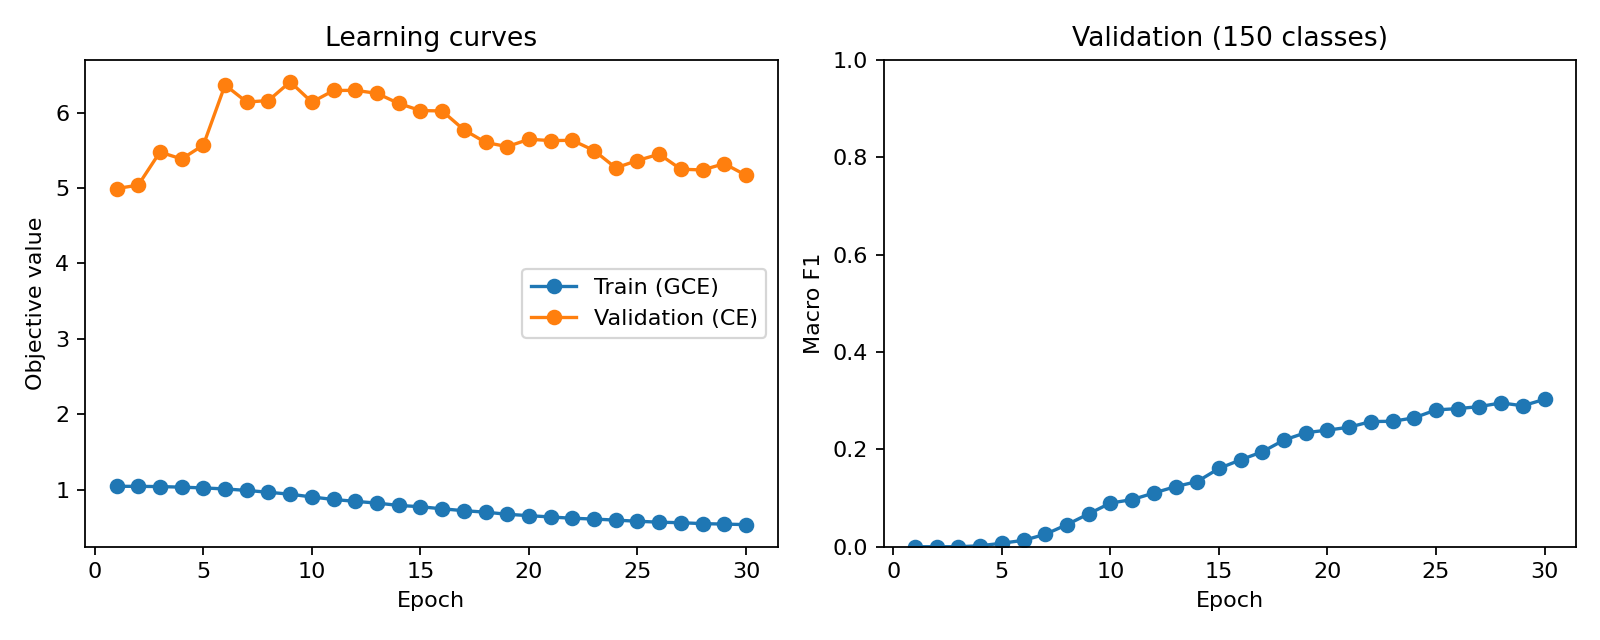 Learning curves
Objective value
6
5
4
3
2
1
Train (GCE)
Validation (CE)
0 5 10 15 20 25 30
Epoch
Validation (150 classes)
Macro F1
1.0
0.8
0.6
0.4
0.2
0.0
0 5 10 15 20 25 30
Epoch